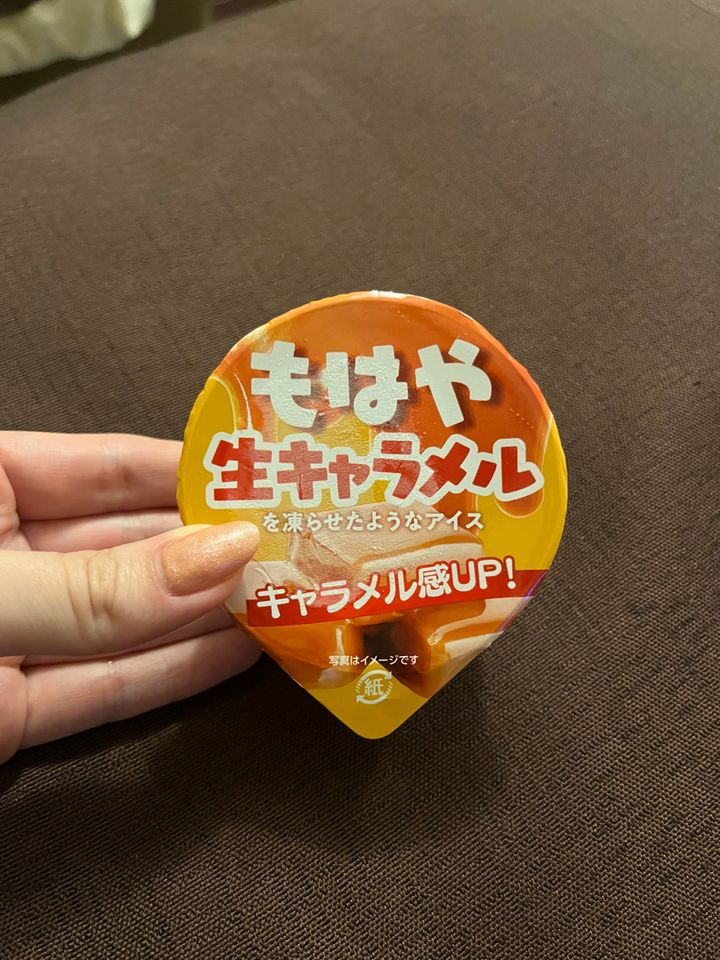 もはや
生キャラメル
を凍らせたようなアイス
キャラメル感UP!
写真はイメージです
紙